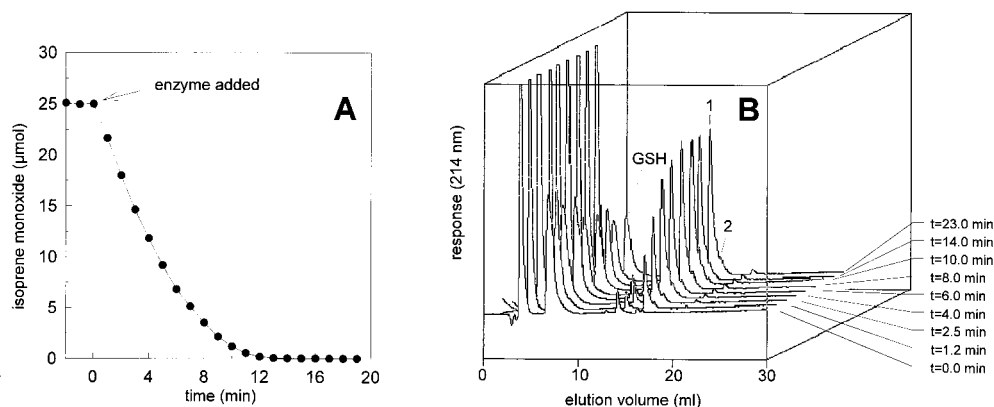 30
25
20
15
10
5
0
isoprene monoxide (µmol)
enzyme added
A
0 4 8 12 16 20
time (min)
B
1
GSH
2
response (214 nm)
t=23.0 min
t=14.0 min
t=10.0 min
t=8.0 min
t=6.0 min
t=4.0 min
t=2.5 min
t=1.2 min
t=0.0 min
0 10 20 30
elution volume (ml)